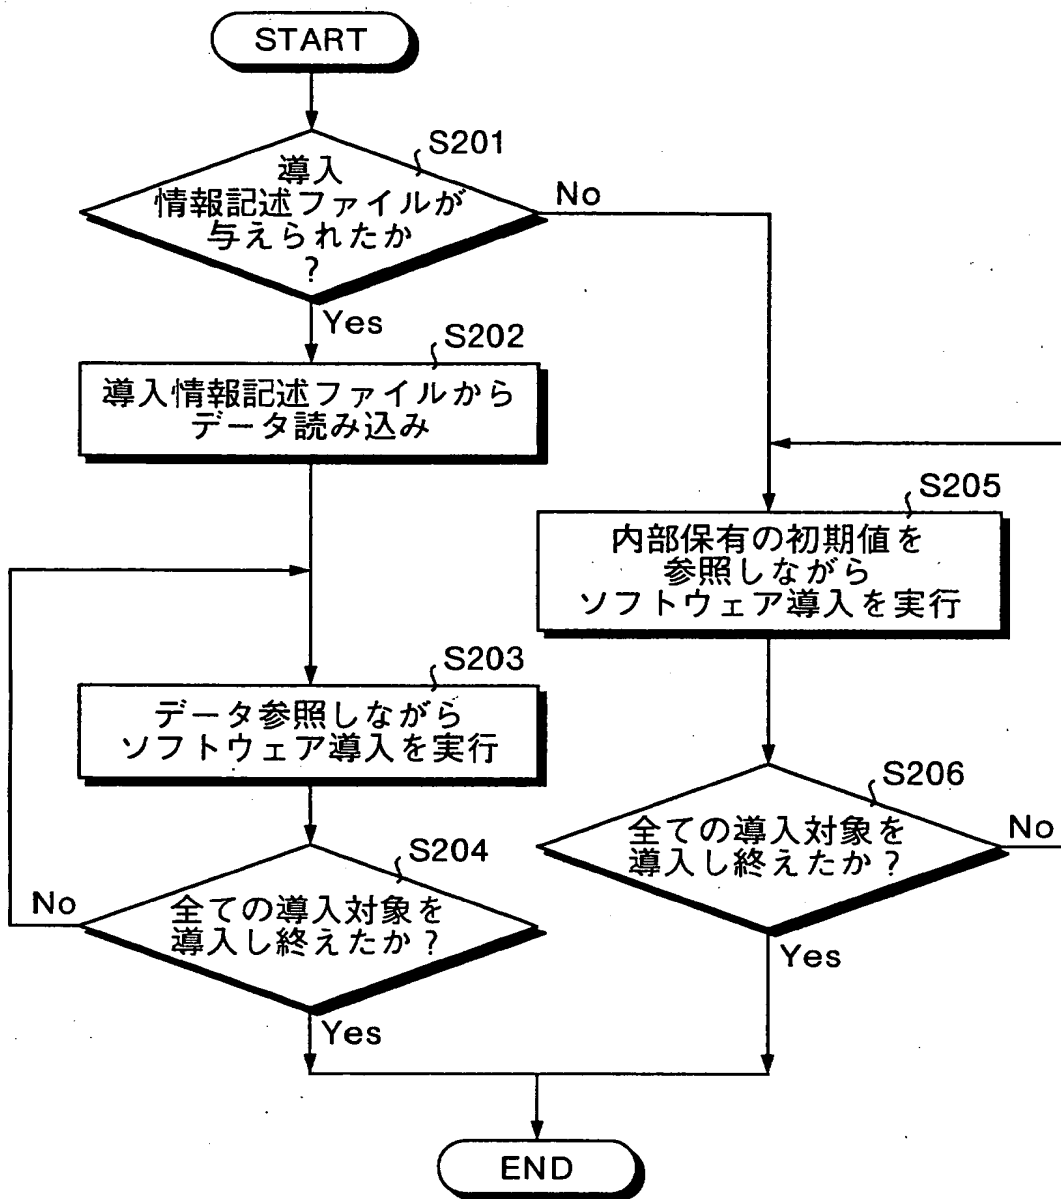 START
S201
導入
情報記述ファイルが
与えられたか
?
No
Yes
S202
導入情報記述ファイルから
データ読み込み
S205
内部保有の初期値を
参照しながら
ソフトウェア導入を実行
S203
データ参照しながら
ソフトウェア導入を実行
S206
全ての導入対象を
導入し終えたか?
No
Yes
S204
全ての導入対象を
導入し終えたか?
No
Yes
END